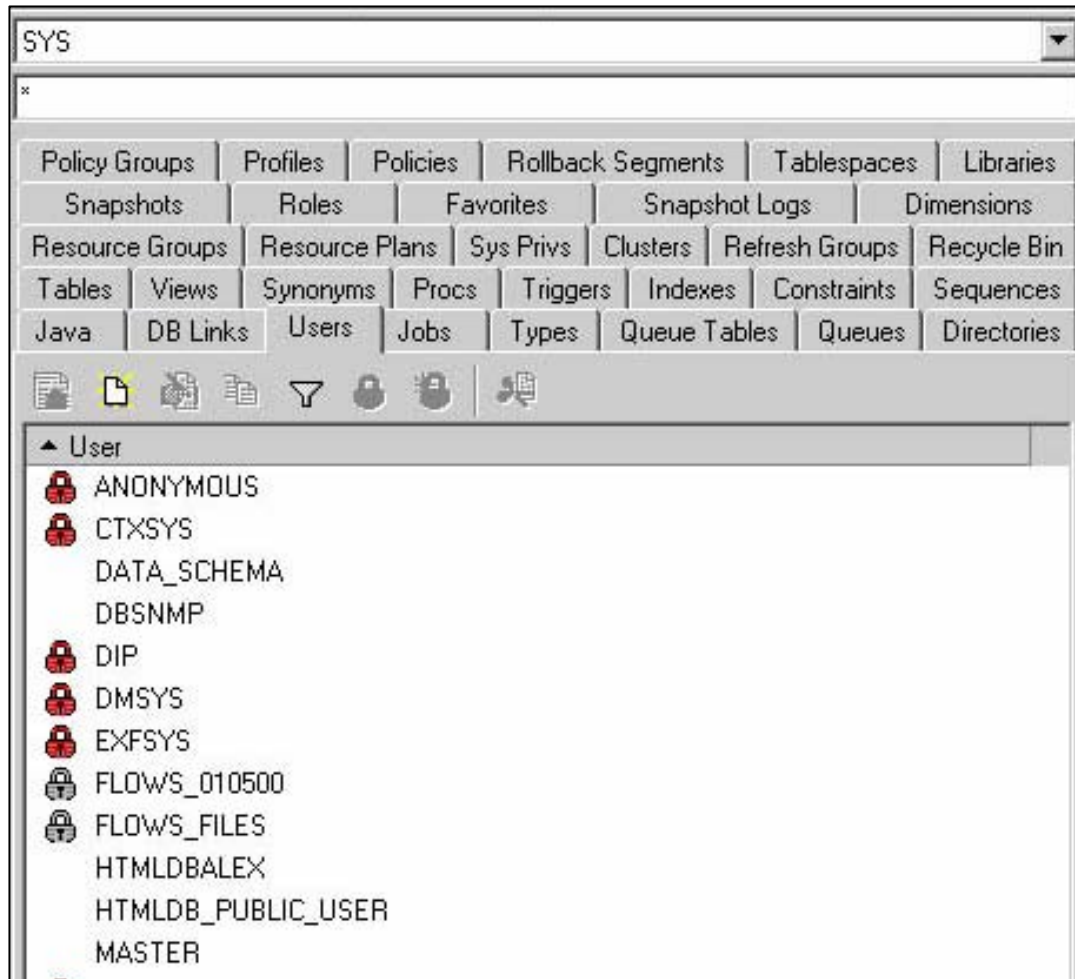 SYS
*
Policy Groups Profiles Policies Rollback Segments Tablespaces Libraries
Snapshots Roles Favorites Snapshot Logs Dimensions
Resource Groups Resource Plans Sys Privs Clusters Refresh Groups Recycle Bin
Tables Views Synonyms Procs Triggers Indexes Constraints Sequences
Java DB Links Users Jobs Types Queue Tables Queues Directories
User
ANONYMOUS
CTXSYS
DATA_SCHEMA
DBSNMP
DIP
DMSYS
EXFSYS
FLOWS_010500
FLOWS_FILES
HTMLDBALEX
HTMLDB_PUBLIC_USER
MASTER